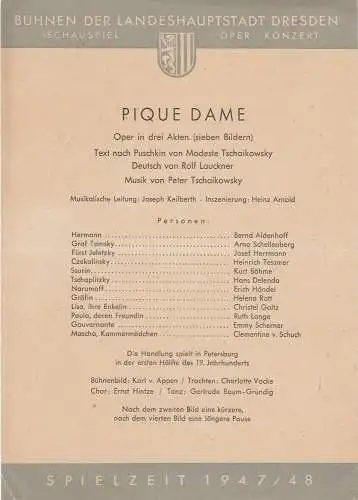 BÜHNEN DER LANDESHAUPTSTADT DRESDEN
SCHAUSPIEL OPER KONZERT
PIQUE DAME
Oper in drei Akten (sieben Bildern)
Text nach Puschkin von Modeste Tschaikowsky
Deutsch von Rolf Lauckner
Musik von Peter Tschaikowsky
Musikalische Leitung: Joseph Keilberth - Inszenierung: Heinz Arnold
Personen:
Hermann Bernd Aldenhoff
Graf Tomsky Arno Schellenberg
Fürst Jeletzky Josef Herrmann
Czekalinsky Heinrich Tessmer
Ssurin Kurt Böhme
Tschaplitzky Hans Delenda
Narumoff Erich Händel
Gräfin Helena Rott
Lisa, ihre Enkelin Christel Goltz
Paula, deren Freundin Ruth Lange
Gouvernante Emmy Scherner
Mascha, Kammermädchen Clementine v. Schuch
Die Handlung spielt in Petersburg
in der ersten Hälfte des 19. Jahrhunderts
Bühnenbild: Karl v. Appen / Trachten: Charlotte Vocke
Chor: Ernst Hintze / Tanz: Gertrude Baum-Gründig
Nach dem zweiten Bild eine kürzere,
nach dem vierten Bild eine längere Pause
SPIELZEIT 1947/48